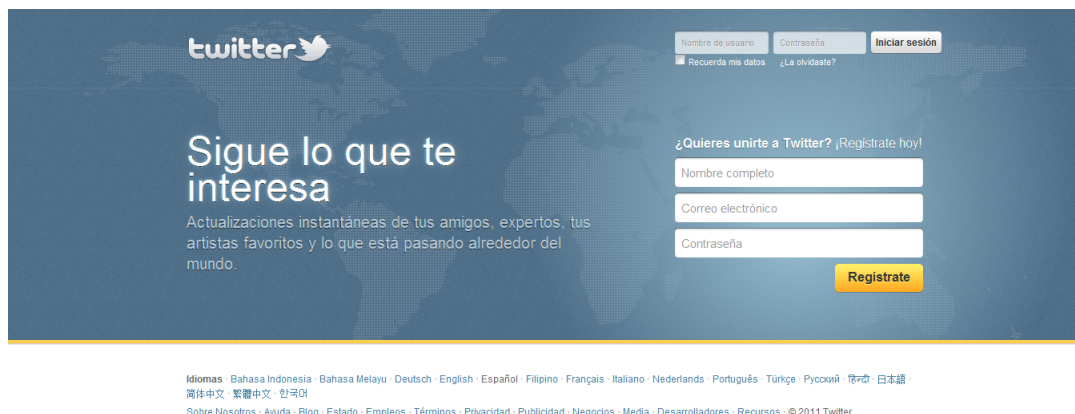 twitter
Nombre de usuario
Contraseña
Iniciar sesión
Recuerda mis datos
¿La olvidaste?
Sigue lo que te
interesa
Actualizaciones instantáneas de tus amigos, expertos, tus
artistas favoritos y lo que está pasando alrededor del
mundo.
¿Quieres unirte a Twitter? ¡Regístrate hoy!
Nombre completo
Correo electrónico
Contraseña
Regístrate
Idiomas · Bahasa Indonesia · Bahasa Melayu · Deutsch · English · Español · Filipino · Français · Italiano · Nederlands · Português · Türkçe · Русский · हिन्दी · 日本語 ·
简体中文 · 繁體中文 · 한국어
Sobre Nosotros · Ayuda · Blog · Estado · Empleos · Términos · Privacidad · Publicidad · Negocios · Media · Desarrolladores · Recursos · © 2011 Twitter